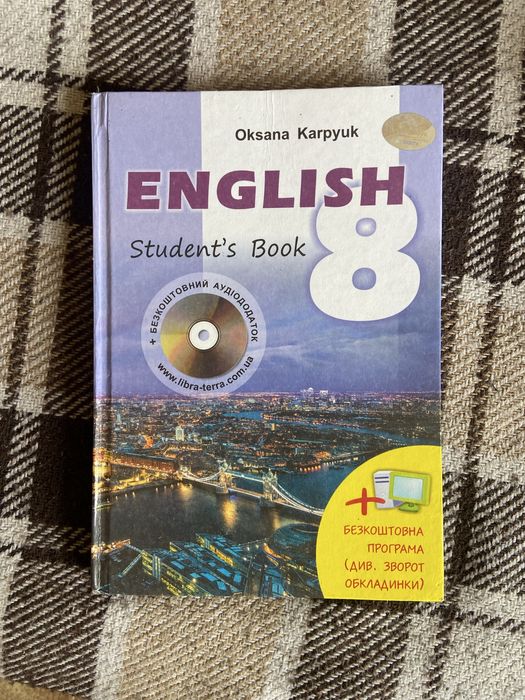 Oksana Karpyuk
ENGLISH
8
Student's Book
+ БЕЗКОШТОВНИЙ АУДІОДОДАТОК
www.libra-terra.com.ua
+
БЕЗКОШТОВНА
ПРОГРАМА
(ДИВ. ЗВОРОТ
ОБКЛАДИНКИ)